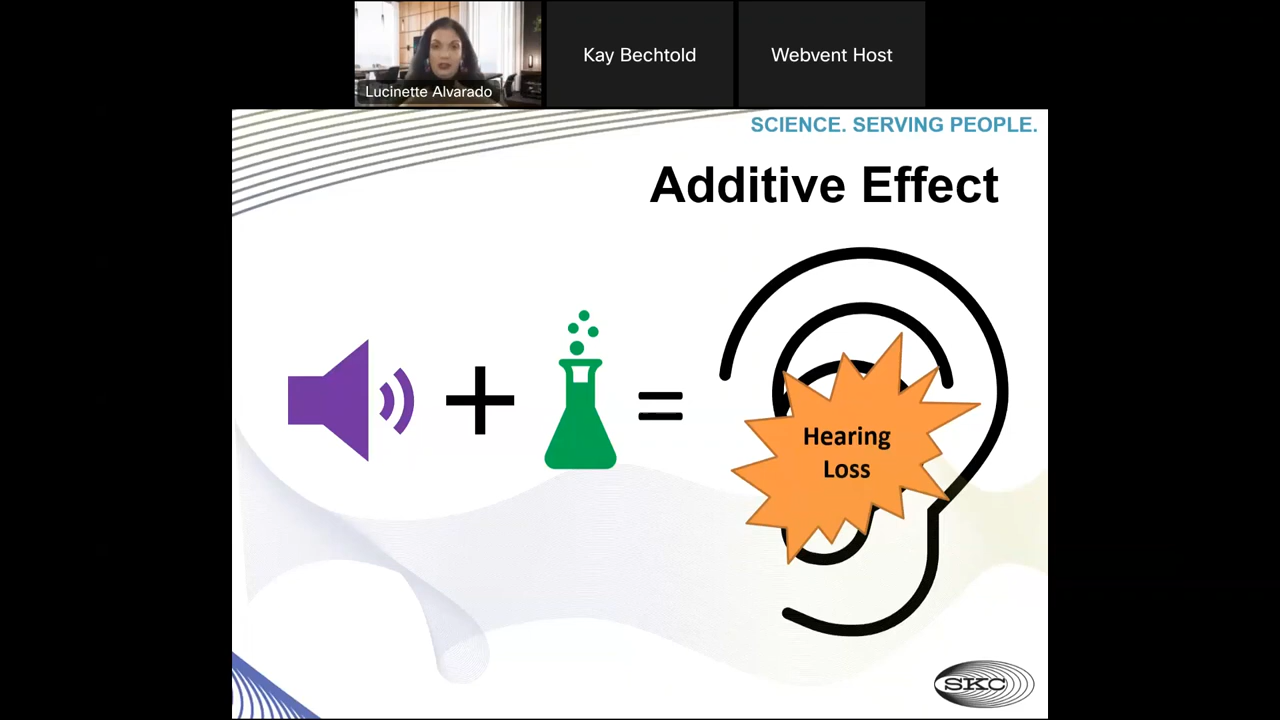 Lucinette Alvarado
Kay Bechtold
Webvent Host
SCIENCE. SERVING PEOPLE.
Additive Effect
Hearing
Loss
SKC